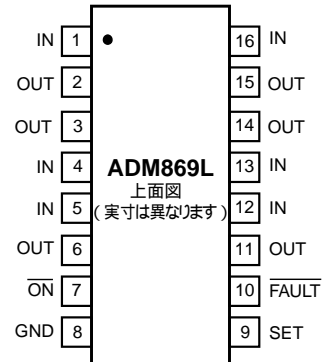 IN 1 16 IN
OUT 2 15 OUT
OUT 3 14 OUT
IN 4 ADM869L 13 IN
上面図
IN 5 (実寸は異なります) 12 IN
OUT 6 11 OUT
ON 7 10 FAULT
GND 8 9 SET